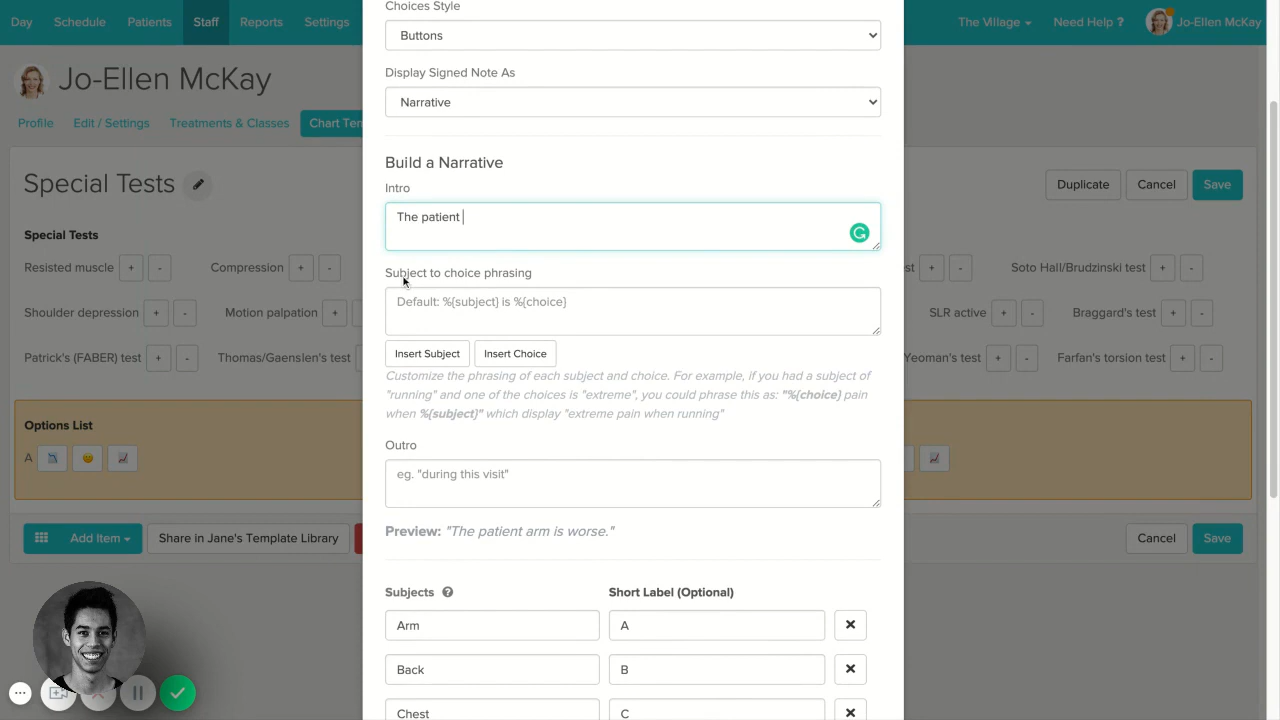 Day Schedule Patients Staff Reports Settings The Village Need Help ? Jo-Ellen McKay
Jo-Ellen McKay
Profile Edit / Settings Treatments & Classes Chart Tem
Special Tests
Duplicate Cancel Save
Special Tests
Resisted muscle + - Compression + - st + - Soto Hall/Brudzinski test + -
Shoulder depression + - Motion palpation + SLR active + - Braggard's test + -
Patrick's (FABER) test + - Thomas/Gaenslen's test Yeoman's test + - Farfan's torsion test + -
Options List
A
Add Item Share in Jane's Template Library Cancel Save
Choices Style
Buttons
Display Signed Note As
Narrative
Build a Narrative
Intro
The patient
Subject to choice phrasing
Default: %{subject} is %{choice}
Insert Subject Insert Choice
Customize the phrasing of each subject and choice. For example, if you had a subject of
"running" and one of the choices is "extreme", you could phrase this as: "%{choice} pain
when %{subject}" which display "extreme pain when running"
Outro
eg. "during this visit"
Preview: "The patient arm is worse."
Subjects ? Short Label (Optional)
Arm A
Back B
Chest C